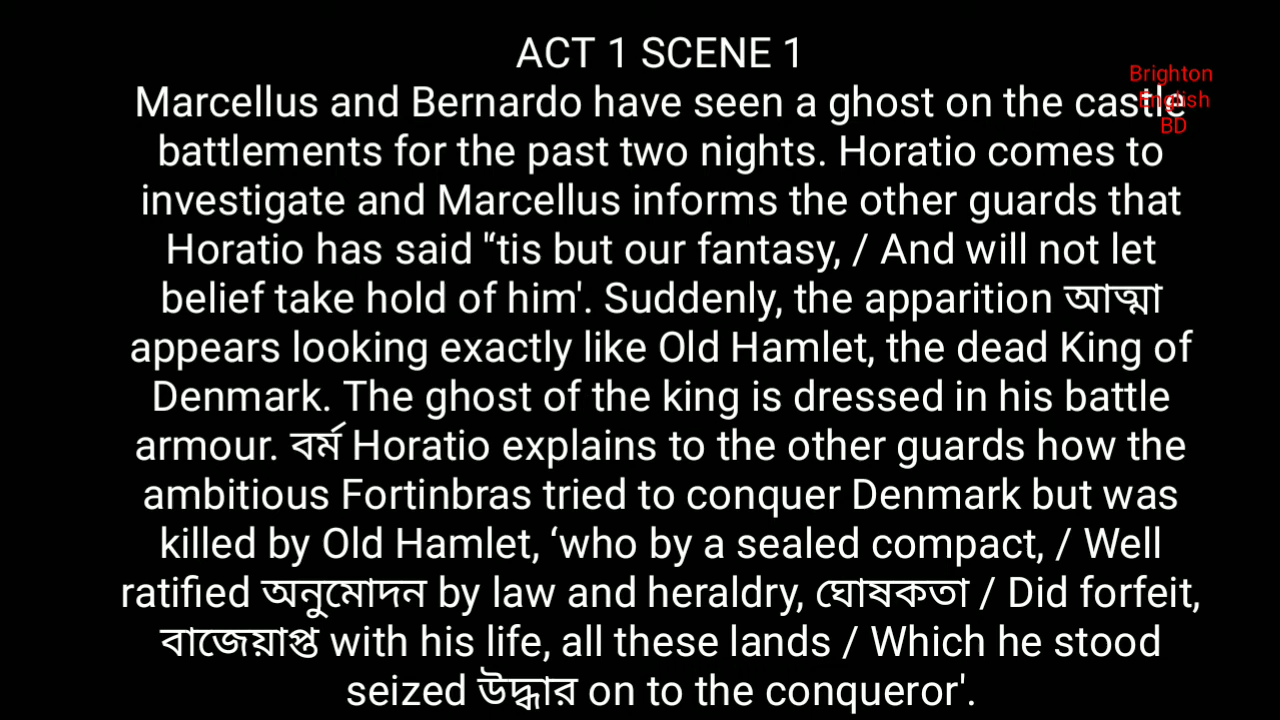 ACT 1 SCENE 1
Marcellus and Bernardo have seen a ghost on the castle
battlements for the past two nights. Horatio comes to
investigate and Marcellus informs the other guards that
Horatio has said "tis but our fantasy, / And will not let
belief take hold of him'. Suddenly, the apparition আত্মা
appears looking exactly like Old Hamlet, the dead King of
Denmark. The ghost of the king is dressed in his battle
armour. বর্ম Horatio explains to the other guards how the
ambitious Fortinbras tried to conquer Denmark but was
killed by Old Hamlet, ‘who by a sealed compact, / Well
ratified অনুমোদন by law and heraldry, ঘোষকতা / Did forfeit,
বাজেয়াপ্ত with his life, all these lands / Which he stood
seized উদ্ধার on to the conqueror'.
Brighton
English
BD